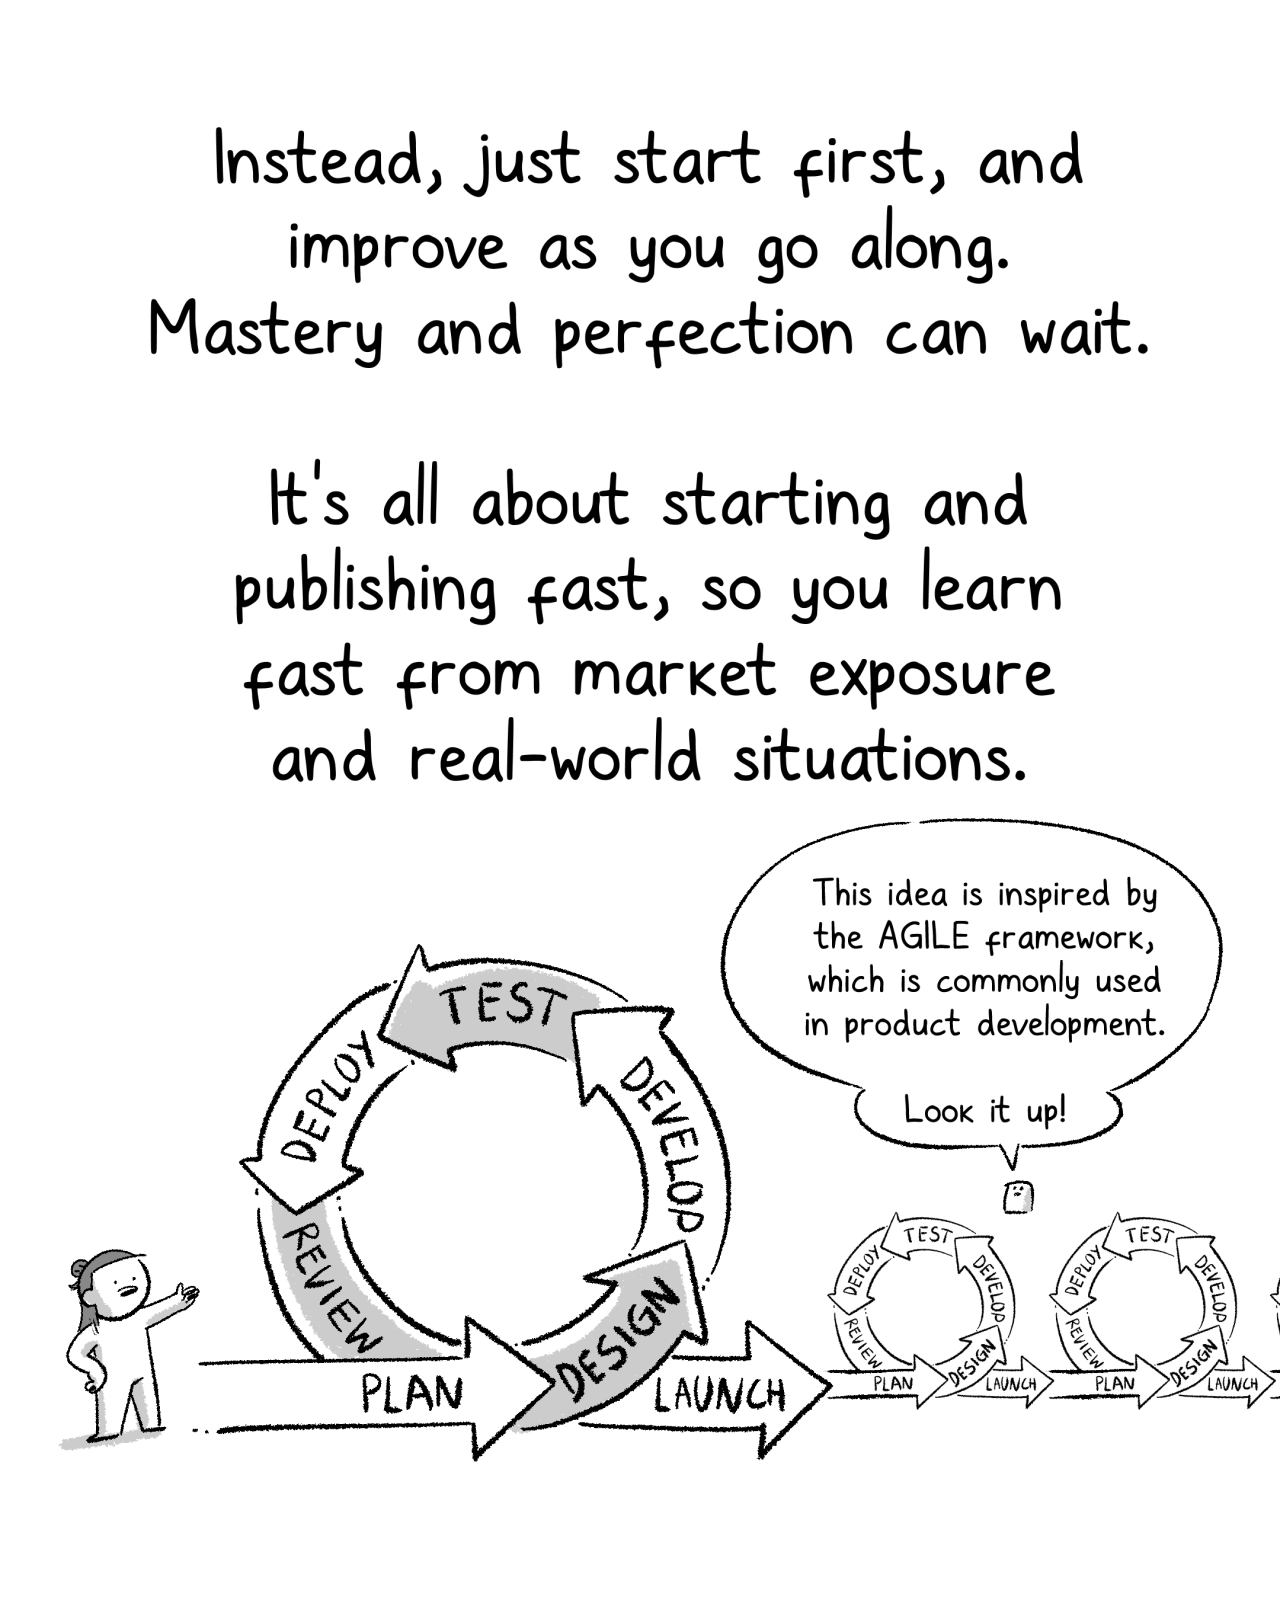 Instead, just start first, and
improve as you go along.
Mastery and perfection can wait.
It's all about starting and
publishing fast, so you learn
fast from market exposure
and real-world situations.
This idea is inspired by
the AGILE framework,
which is commonly used
in product development.
Look it up!
PLAN
DESIGN
DEVELOP
TEST
DEPLOY
REVIEW
LAUNCH
PLAN
DESIGN
DEVELOP
TEST
DEPLOY
REVIEW
LAUNCH
PLAN
DESIGN
DEVELOP
TEST
DEPLOY
REVIEW
LAUNCH